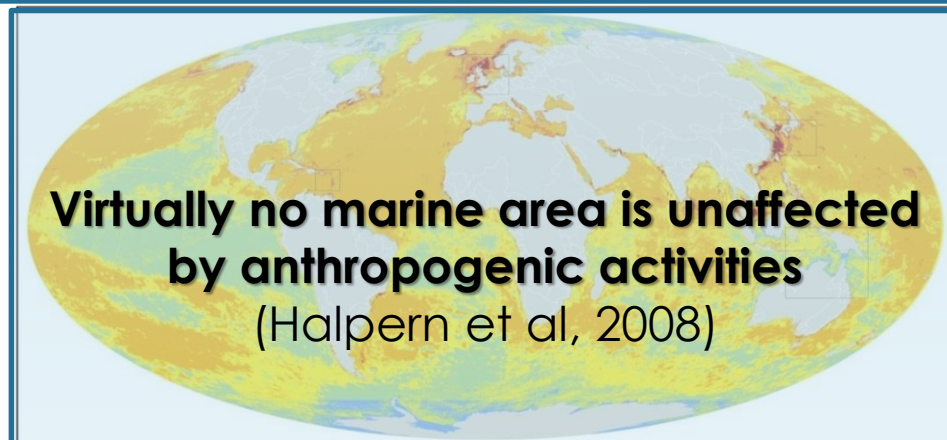 Virtually no marine area is unaffected
by anthropogenic activities
(Halpern et al, 2008)